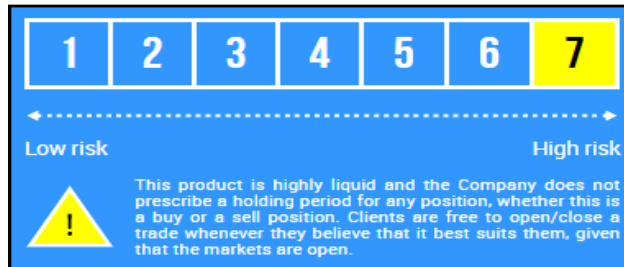 1 2 3 4 5 6 7
Low risk High risk
!
This product is highly liquid and the Company does not
prescribe a holding period for any position, whether this is
a buy or a sell position. Clients are free to open/close a
trade whenever they believe that it best suits them, given
that the markets are open.